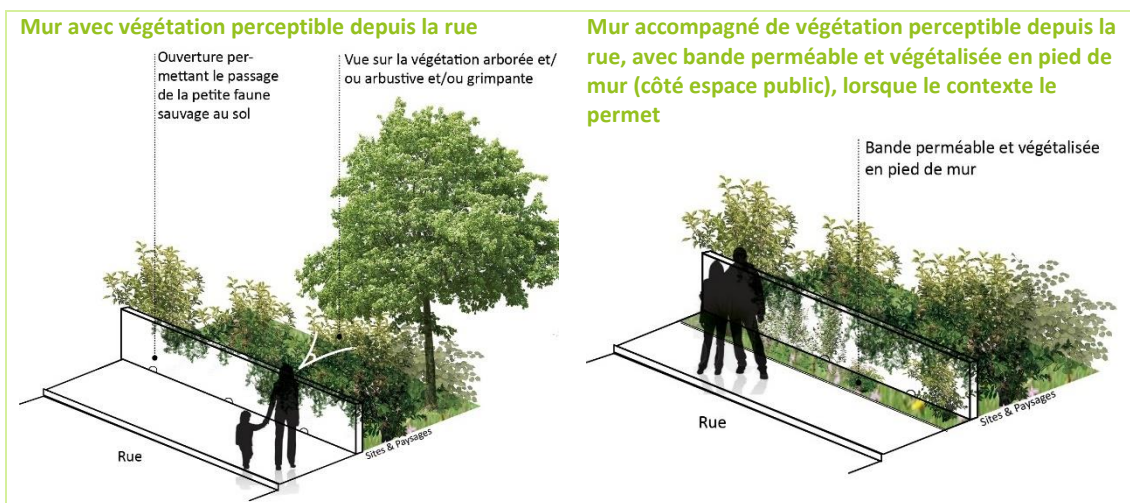 Mur avec végétation perceptible depuis la rue
Ouverture per-
mettant le passage
de la petite faune
sauvage au sol
Vue sur la végétation arborée et/
ou arbustive et/ou grimpante
Rue
Sites & Paysages
Mur accompagné de végétation perceptible depuis la
rue, avec bande perméable et végétalisée en pied de
mur (côté espace public), lorsque le contexte le
permet
Bande perméable et végétalisée
en pied de mur
Rue
Sites & Paysages